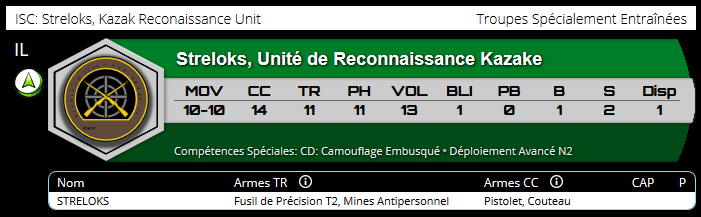 ISC: Streloks, Kazak Reconnaissance Unit Troupes Spécialement Entraînées
IL
Streloks, Unité de Reconnaissance Kazake
MOV CC TR PH VOL BLI PB B S Disp
10-10 14 11 11 13 1 0 1 2 1
Compétences Spéciales: CD: Camouflage Embusqué • Déploiement Avancé N2
Nom Armes TR Armes CC CAP P
STRELOKS Fusil de Précision T2, Mines Antipersonnel Pistolet, Couteau